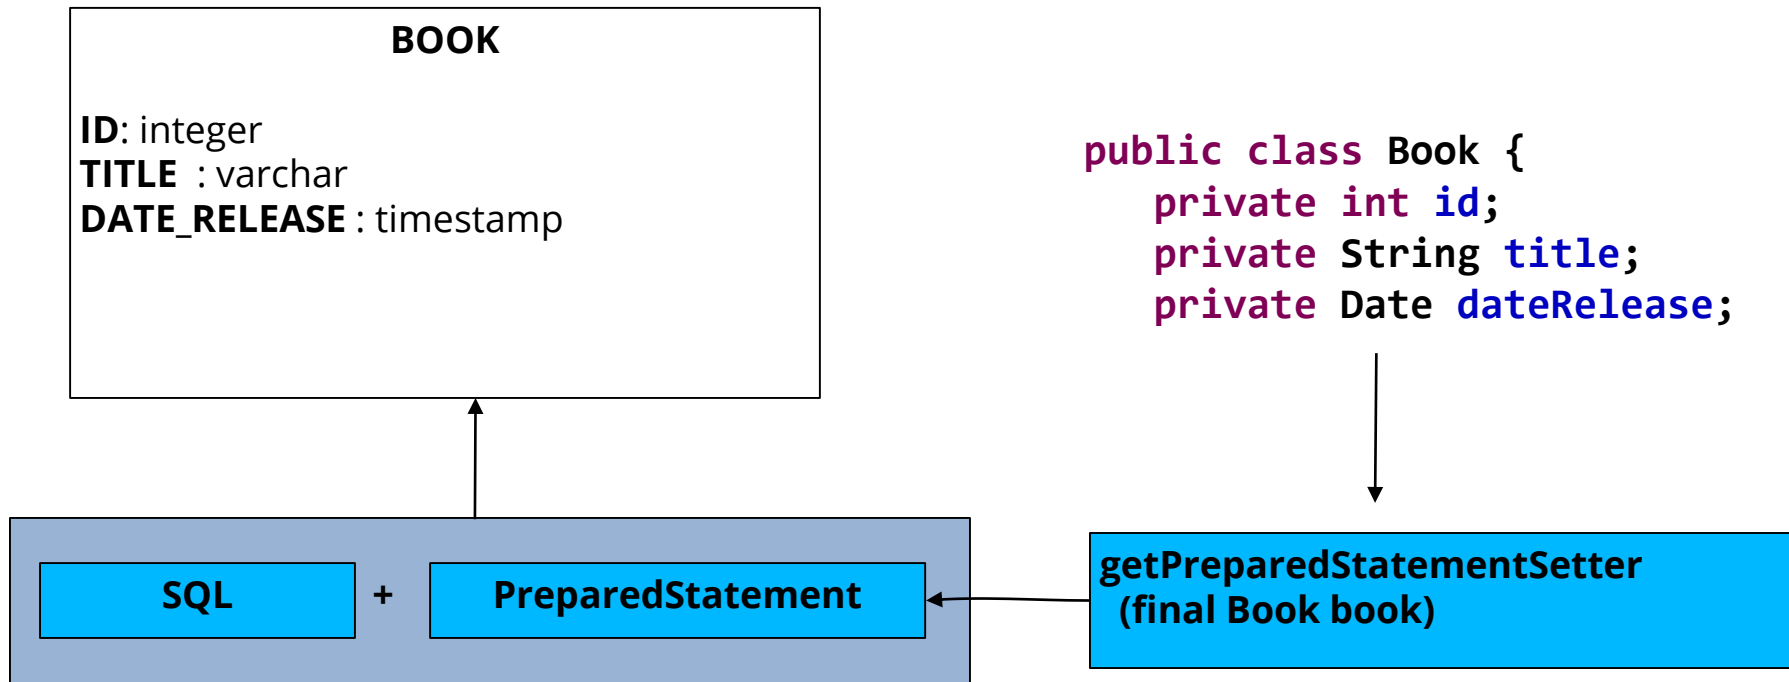 BOOK
ID: integer
TITLE : varchar
DATE_RELEASE : timestamp
public class Book {
private int id;
private String title;
private Date dateRelease;
SQL + PreparedStatement
getPreparedStatementSetter
(final Book book)